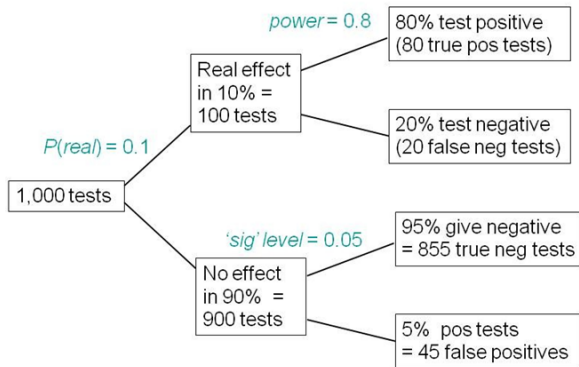 power = 0.8
80% test positive
(80 true pos tests)
Real effect
in 10% =
100 tests
20% test negative
(20 false neg tests)
P(real) = 0.1
1,000 tests
'sig' level = 0.05
95% give negative
= 855 true neg tests
No effect
in 90% =
900 tests
5% pos tests
= 45 false positives